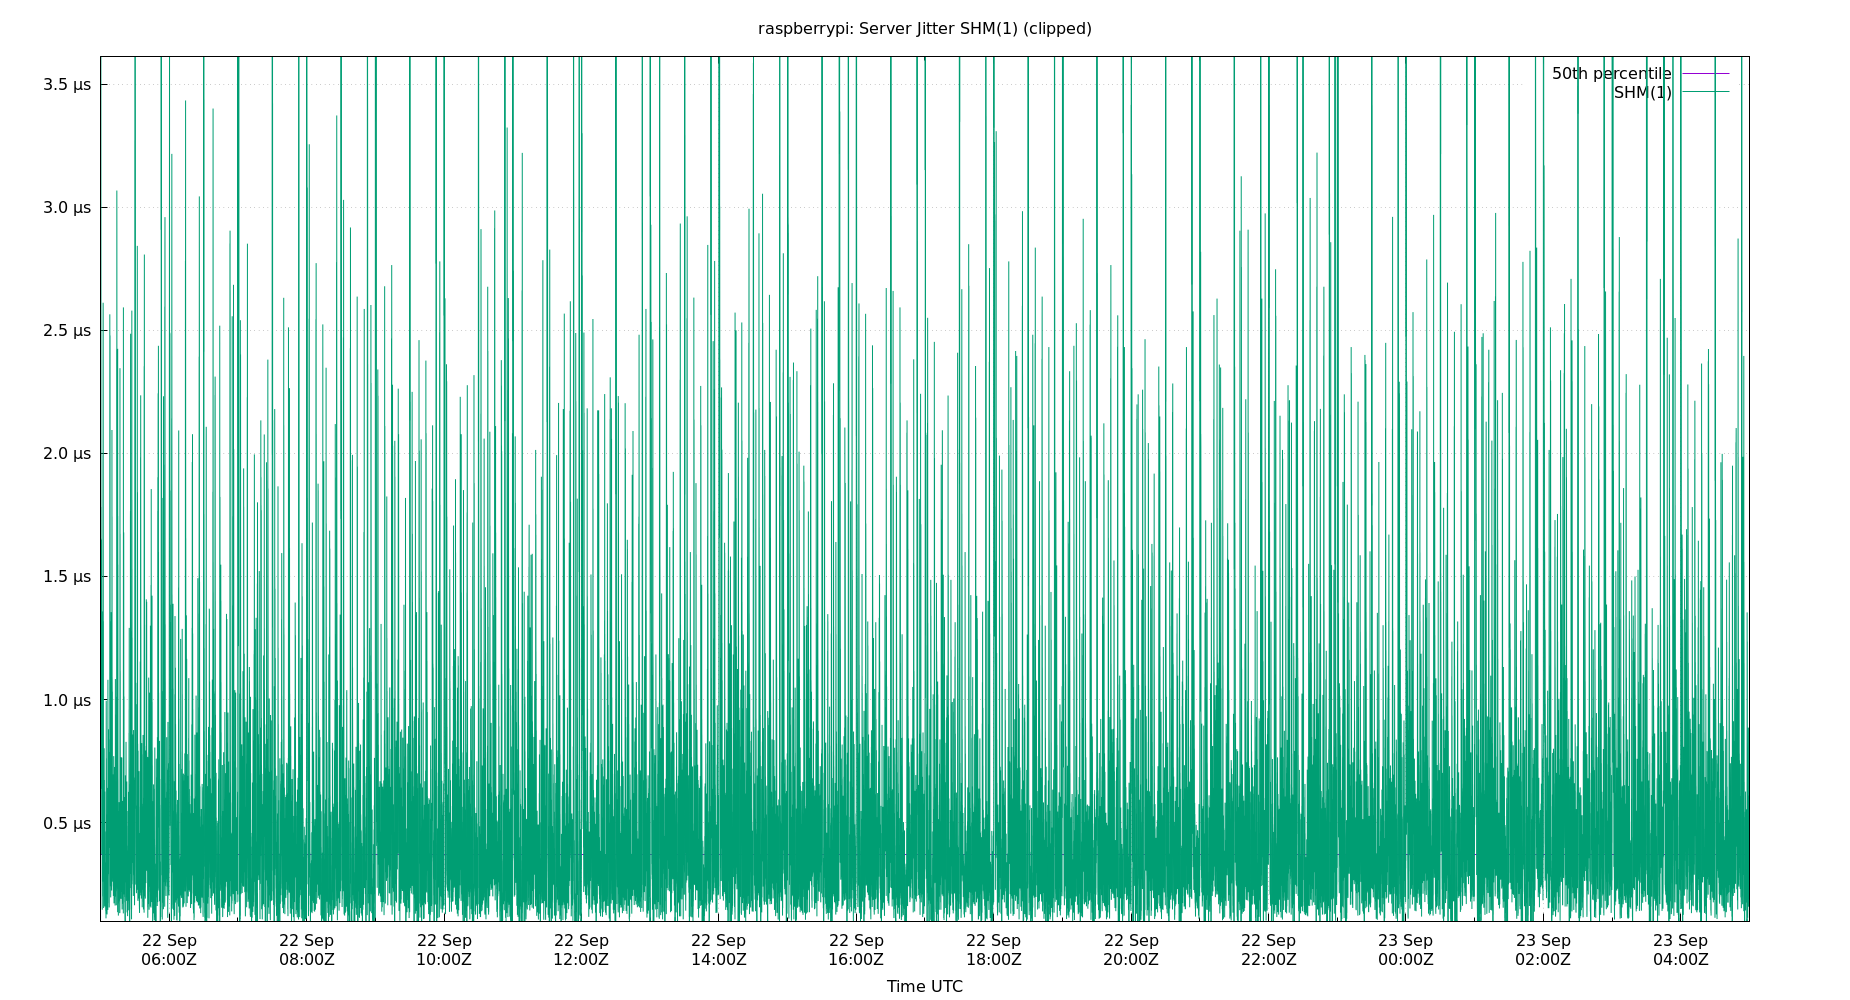 raspberrypi: Server Jitter SHM(1) (clipped)
50th percentile
SHM(1)
3.5 µs
3.0 µs
2.5 µs
2.0 µs
1.5 µs
1.0 µs
0.5 µs
22 Sep 22 Sep 22 Sep 22 Sep 22 Sep 22 Sep 22 Sep 22 Sep 22 Sep 23 Sep 23 Sep 23 Sep
06:00Z 08:00Z 10:00Z 12:00Z 14:00Z 16:00Z 18:00Z 20:00Z 22:00Z 00:00Z 02:00Z 04:00Z
Time UTC